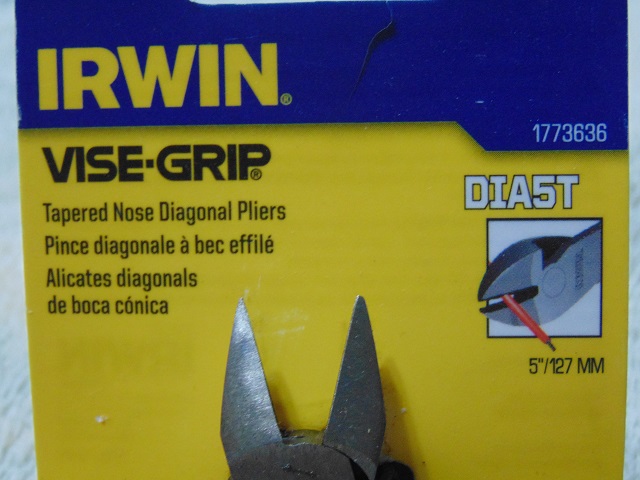 IRWIN®
1773636
VISE-GRIP®
DIA5T
Tapered Nose Diagonal Pliers
Pince diagonale à bec effilé
Alicates diagonals
de boca cónica
5"/127 MM